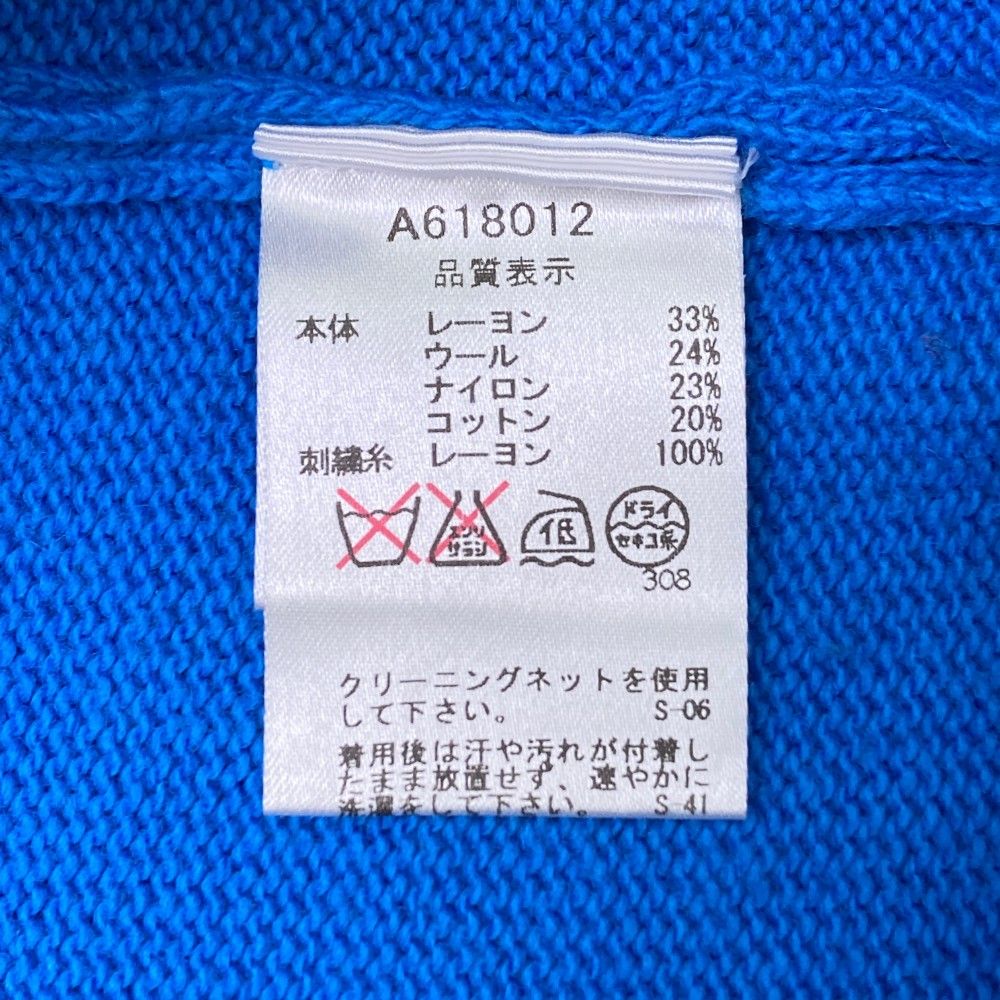 A618012
品質表示
本体 レーヨン 33%
ウール 24%
ナイロン 23%
コットン 20%
刺繍糸 レーヨン 100%
エンソサラシ 低 ドライ
セキユ系
308
クリーニングネットを使用
して下さい。 S-06
着用後は汗や汚れが付着し
たまま放置せず、速やかに
洗濯をして下さい。 S-41